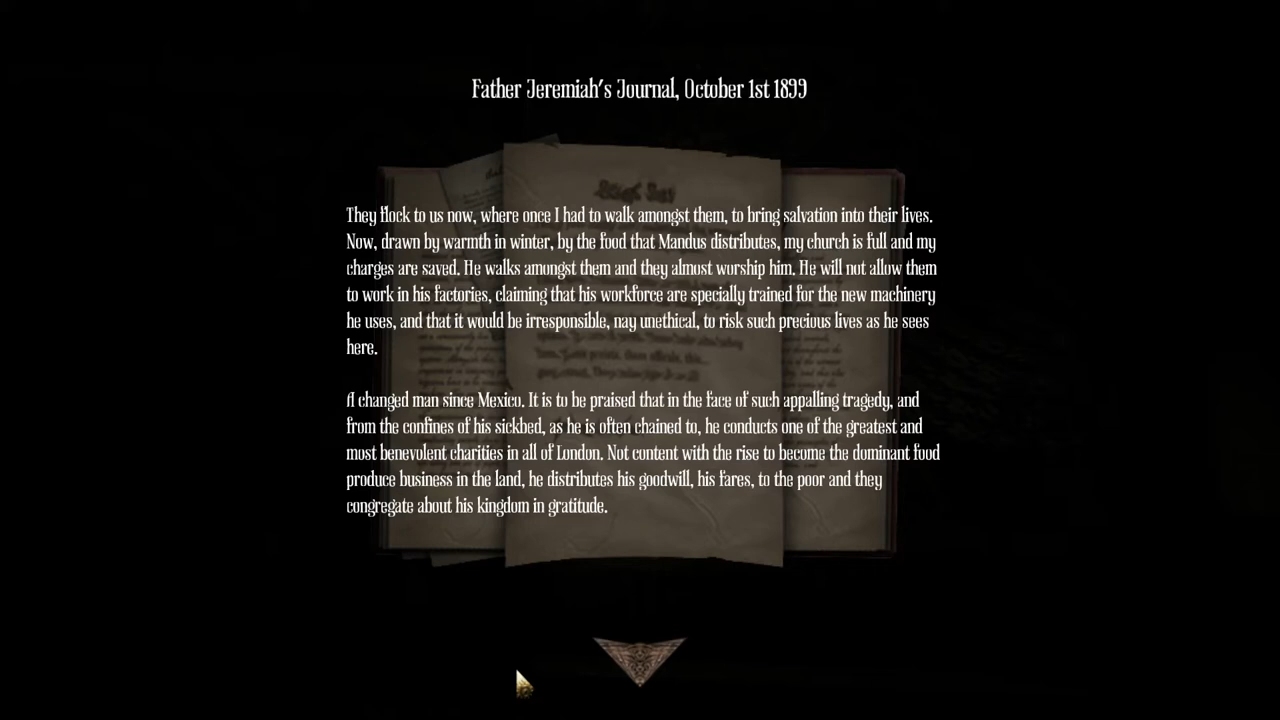 Father Jeremiah's Journal, October 1st 1899
They flock to us now, where once I had to walk amongst them, to bring salvation into their lives.
Now, drawn by warmth in winter, by the food that Mandus distributes, my church is full and my
charges are saved. He walks amongst them and they almost worship him. He will not allow them
to work in his factories, claiming that his workforce are specially trained for the new machinery
he uses, and that it would be irresponsible, nay unethical, to risk such precious lives as he sees
here.
A changed man since Mexico. It is to be praised that in the face of such appalling tragedy, and
from the confines of his sickbed, as he is often chained to, he conducts one of the greatest and
most benevolent charities in all of London. Not content with the rise to become the dominant food
produce business in the land, he distributes his goodwill, his fares, to the poor and they
congregate about his kingdom in gratitude.